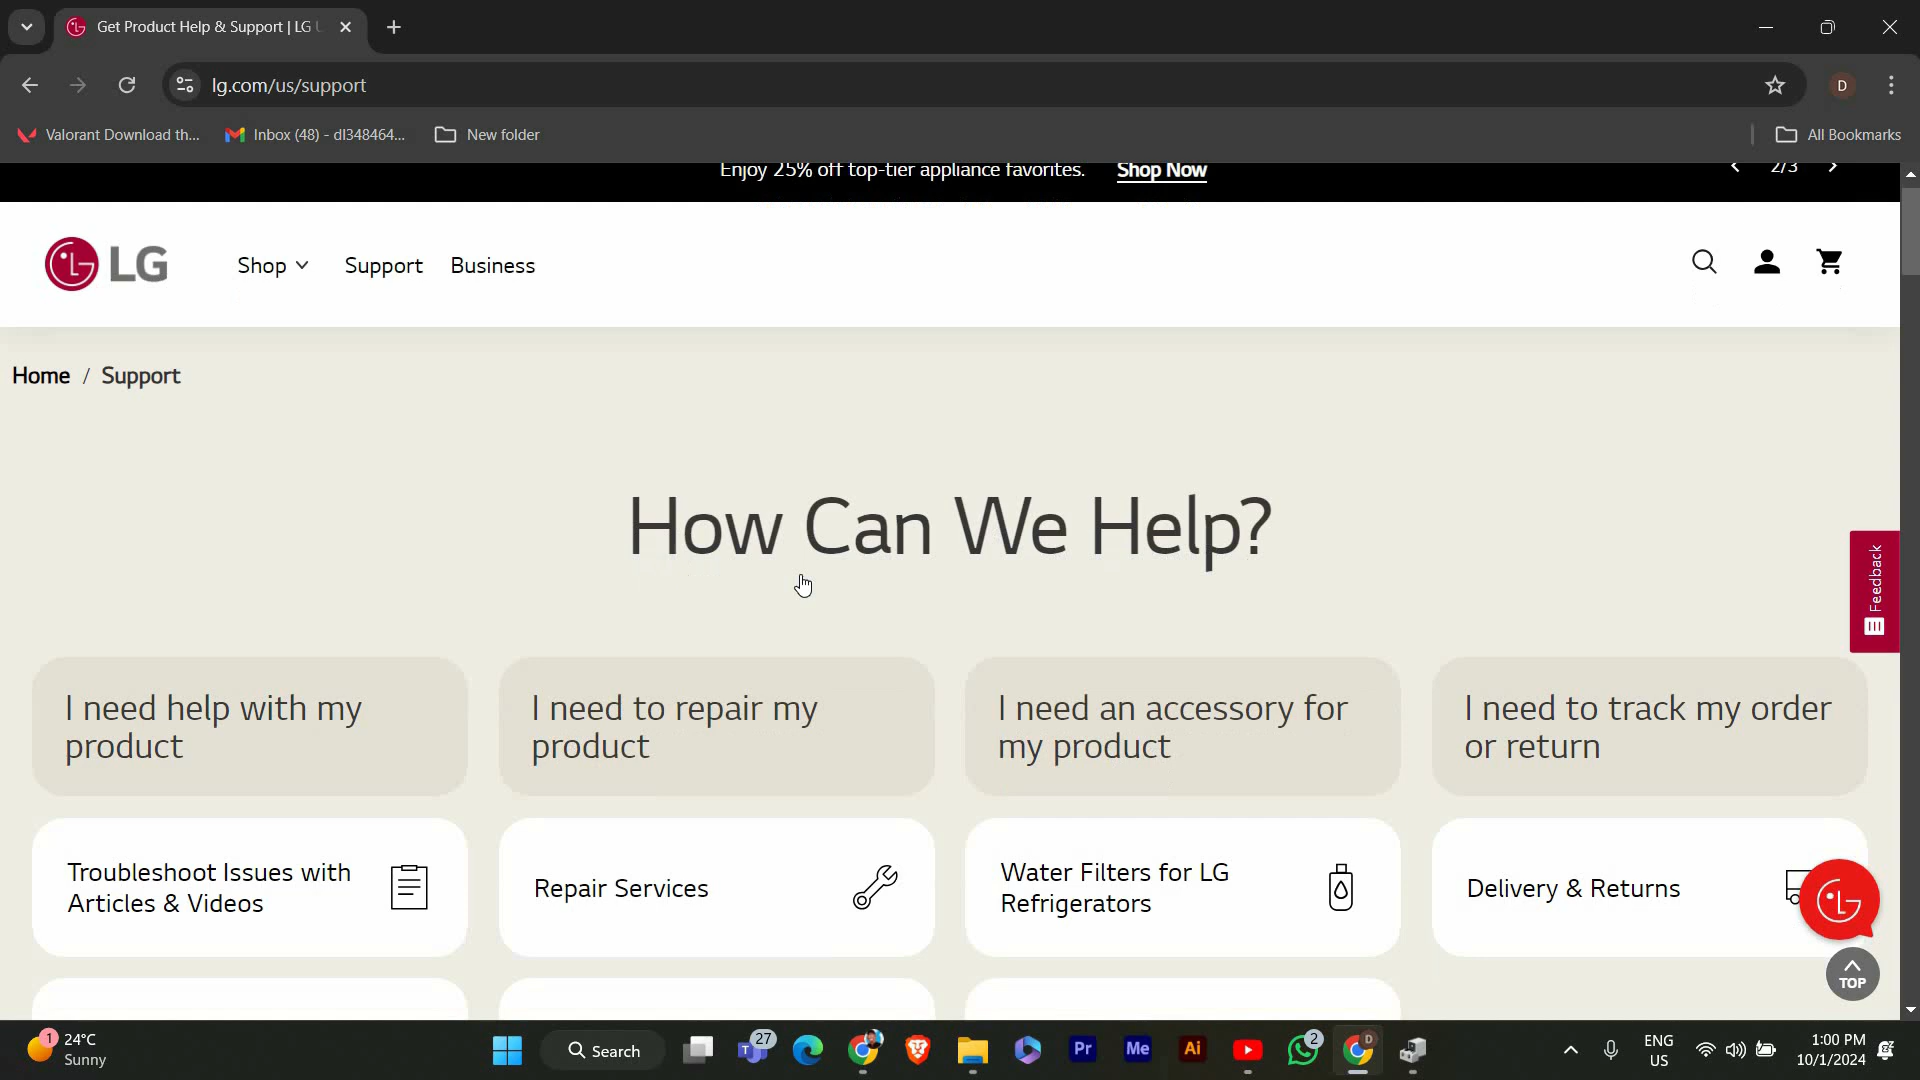 Get Product Help & Support | LG
lg.com/us/support
D
Valorant Download th...
Inbox (48) - dl348464...
New folder
All Bookmarks
Enjoy 25% off top-tier appliance favorites. Shop Now
2/3
LG
Shop
Support
Business
Home / Support
How Can We Help?
Feedback
I need help with my
product
I need to repair my
product
I need an accessory for
my product
I need to track my order
or return
Troubleshoot Issues with
Articles & Videos
Repair Services
Water Filters for LG
Refrigerators
Delivery & Returns
TOP
1
24°C
Sunny
Search
27
Pr
Me
Ai
2
D
ENG
US
1:00 PM
10/1/2024